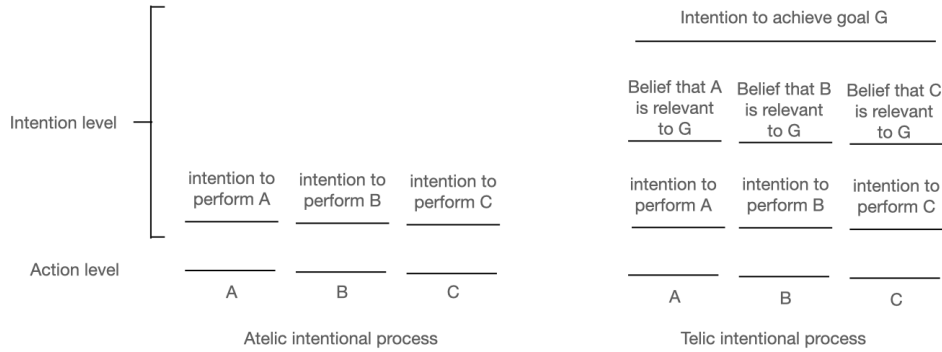 Intention to achieve goal G
Belief that A Belief that B Belief that C
is relevant is relevant is relevant
to G to G to G
Intention level
intention to intention to intention to intention to intention to intention to
perform A perform B perform C perform A perform B perform C
Action level
A B C A B C
Atelic intentional process Telic intentional process